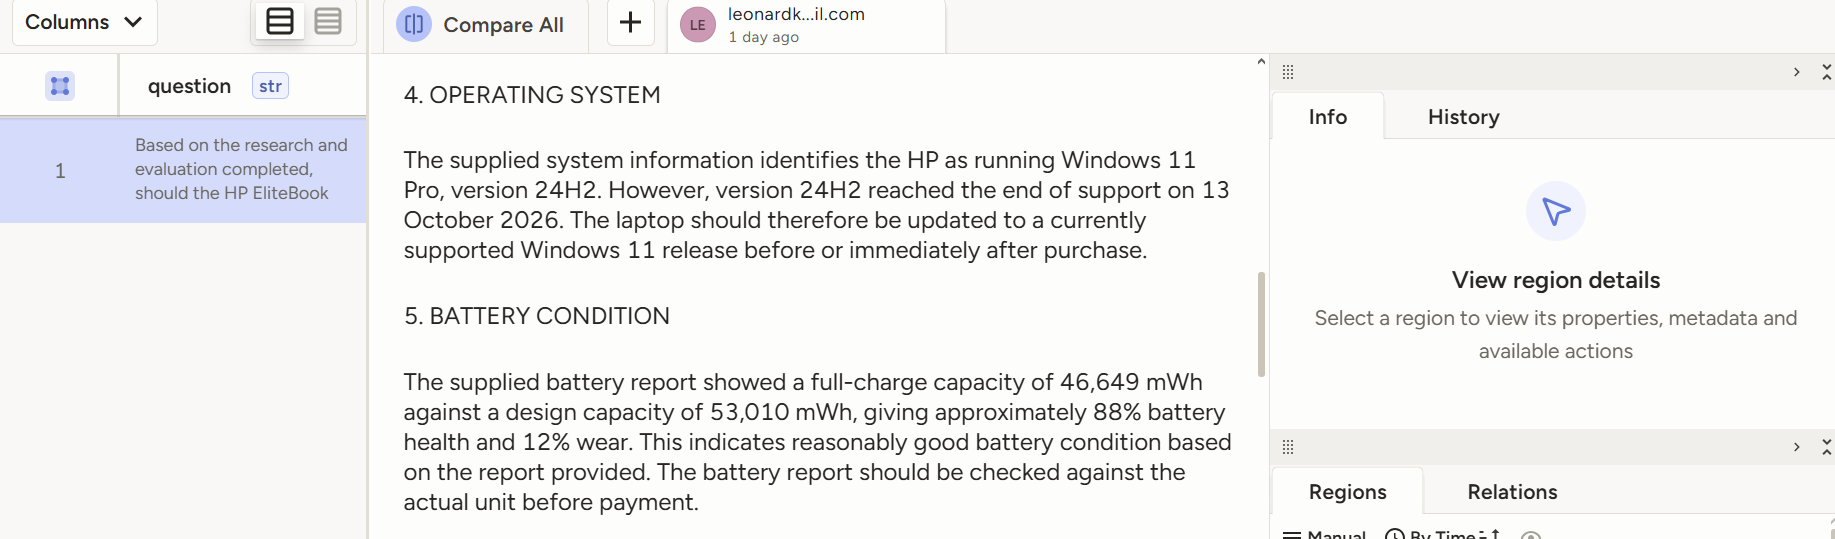 Columns
question str
1
Based on the research and
evaluation completed,
should the HP EliteBook
Compare All
+
LE
leonardk...il.com
1 day ago
4. OPERATING SYSTEM
The supplied system information identifies the HP as running Windows 11
Pro, version 24H2. However, version 24H2 reached the end of support on 13
October 2026. The laptop should therefore be updated to a currently
supported Windows 11 release before or immediately after purchase.
5. BATTERY CONDITION
The supplied battery report showed a full-charge capacity of 46,649 mWh
against a design capacity of 53,010 mWh, giving approximately 88% battery
health and 12% wear. This indicates reasonably good battery condition based
on the report provided. The battery report should be checked against the
actual unit before payment.
Info
History
View region details
Select a region to view its properties, metadata and
available actions
Regions
Relations
Manual
By Time